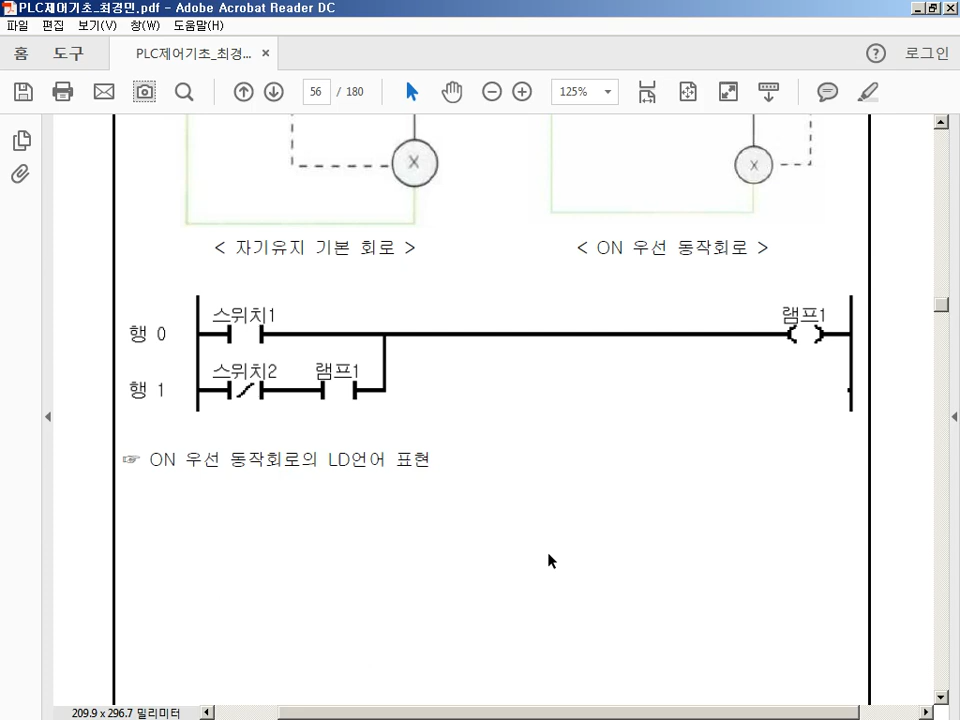 PLC제어기초_최경민.pdf - Adobe Acrobat Reader DC
파일 편집 보기(V) 창(W) 도움말(H)
홈 도구 PLC제어기초_최경... × 로그인
56 / 180 125%
X X
< 자기유지 기본 회로 > < ON 우선 동작회로 >
스위치1 램프1
행 0
스위치2 램프1
행 1
☞ ON 우선 동작회로의 LD언어 표현
209.9 x 296.7 밀리미터